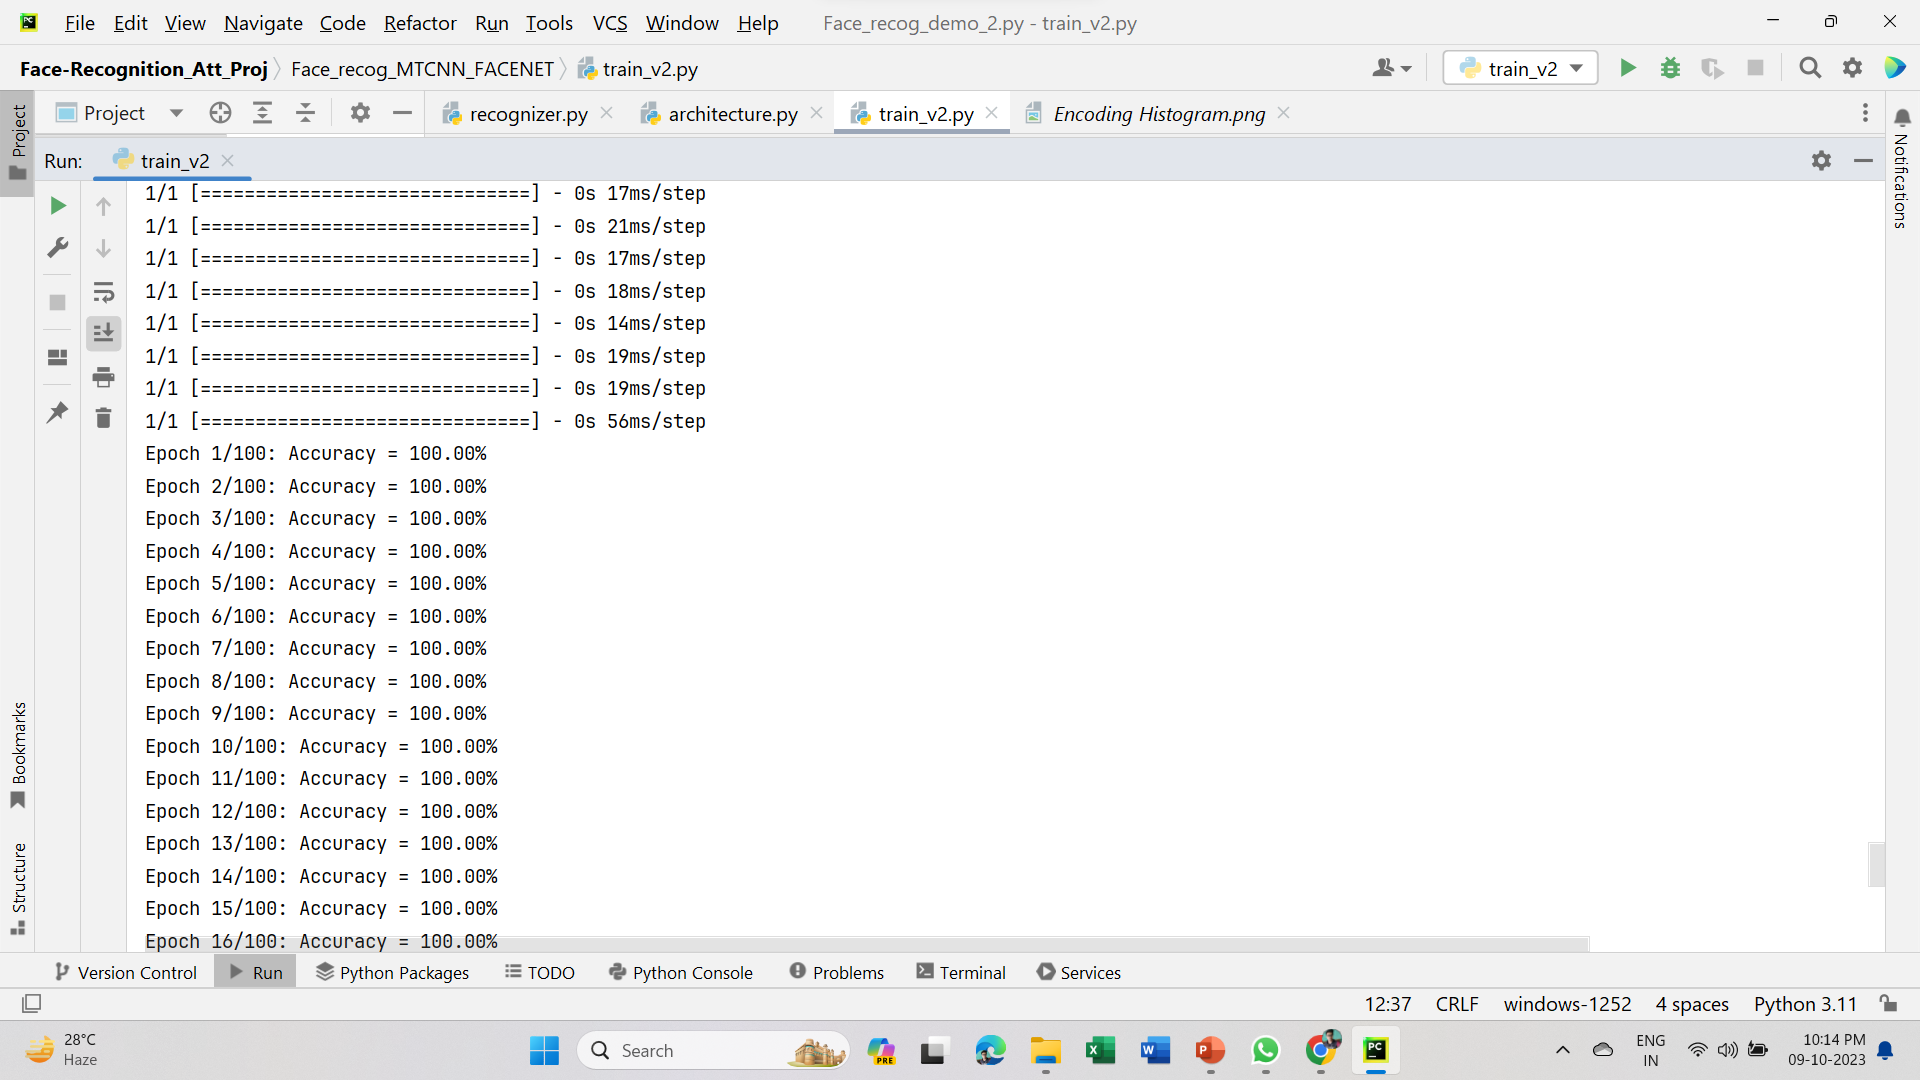 File Edit View Navigate Code Refactor Run Tools VCS Window Help Face_recog_demo_2.py - train_v2.py
Face-Recognition_Att_Proj Face_recog_MTCNN_FACENET train_v2.py train_v2
Project recognizer.py architecture.py train_v2.py Encoding Histogram.png
Run: train_v2
Project
Notifications
1/1 [==============================] - 0s 17ms/step
1/1 [==============================] - 0s 21ms/step
1/1 [==============================] - 0s 17ms/step
1/1 [==============================] - 0s 18ms/step
1/1 [==============================] - 0s 14ms/step
1/1 [==============================] - 0s 19ms/step
1/1 [==============================] - 0s 19ms/step
1/1 [==============================] - 0s 56ms/step
Epoch 1/100: Accuracy = 100.00%
Epoch 2/100: Accuracy = 100.00%
Epoch 3/100: Accuracy = 100.00%
Epoch 4/100: Accuracy = 100.00%
Epoch 5/100: Accuracy = 100.00%
Epoch 6/100: Accuracy = 100.00%
Epoch 7/100: Accuracy = 100.00%
Epoch 8/100: Accuracy = 100.00%
Epoch 9/100: Accuracy = 100.00%
Epoch 10/100: Accuracy = 100.00%
Epoch 11/100: Accuracy = 100.00%
Epoch 12/100: Accuracy = 100.00%
Epoch 13/100: Accuracy = 100.00%
Epoch 14/100: Accuracy = 100.00%
Epoch 15/100: Accuracy = 100.00%
Epoch 16/100: Accuracy = 100.00%
Bookmarks
Structure
Version Control Run Python Packages TODO Python Console Problems Terminal Services
12:37 CRLF windows-1252 4 spaces Python 3.11
28°C
Haze
Search
PRE
ENG
IN
10:14 PM
09-10-2023